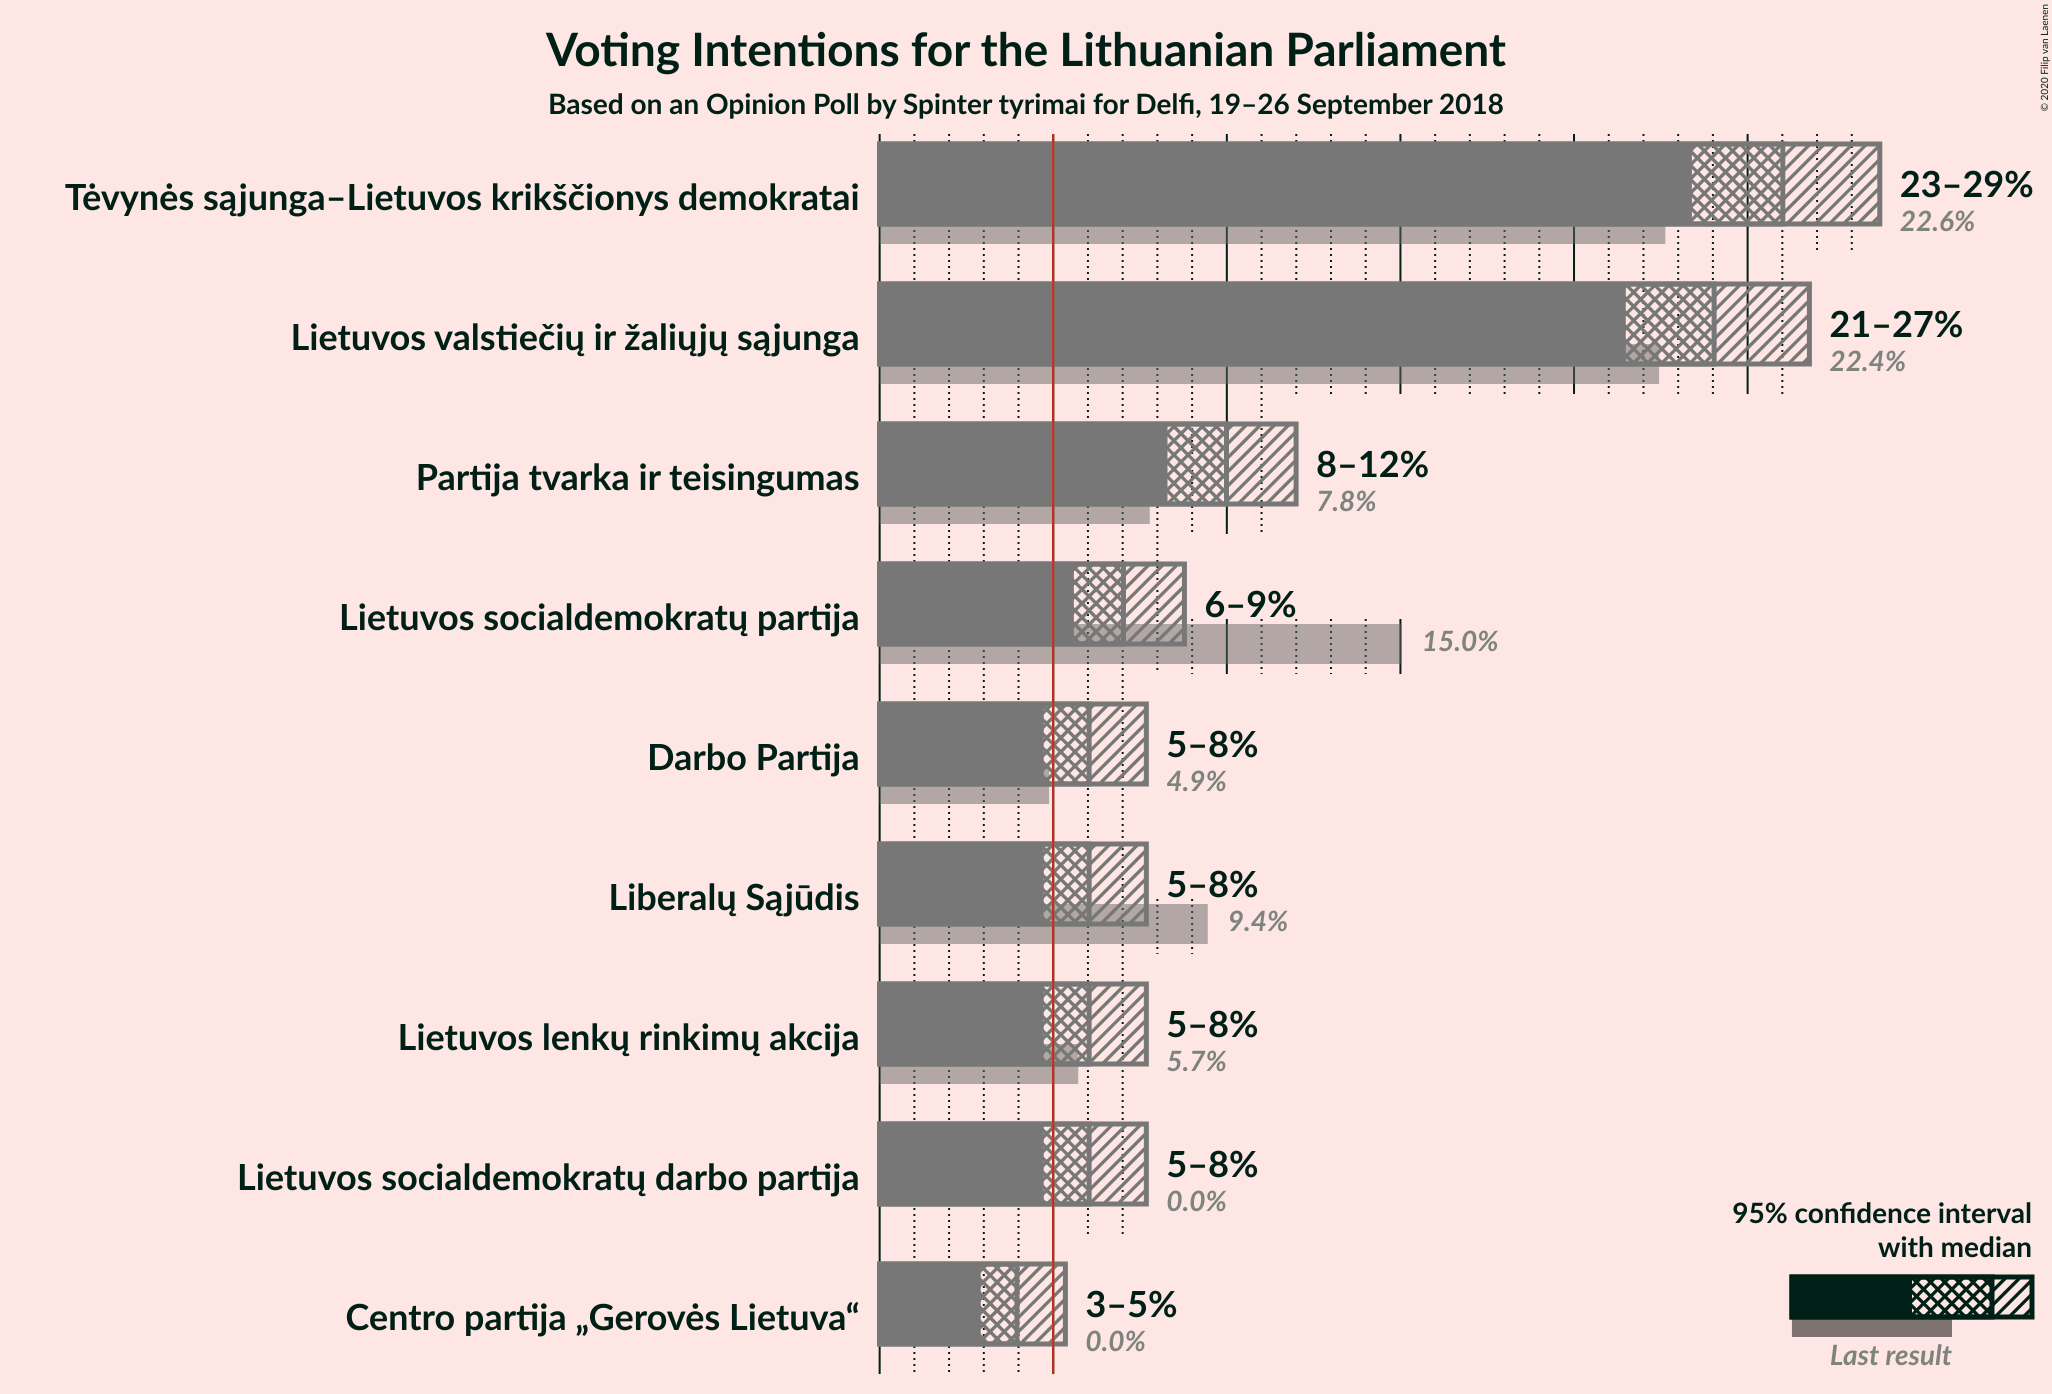 Voting Intentions for the Lithuanian Parliament
Based on an Opinion Poll by Spinter tyrimai for Delfi, 19–26 September 2018
© 2020 Filip van Laenen
Tėvynės sąjunga–Lietuvos krikščionys demokratai
23–29%
22.6%
Lietuvos valstiečių ir žaliųjų sąjunga
21–27%
22.4%
Partija tvarka ir teisingumas
8–12%
7.8%
Lietuvos socialdemokratų partija
6–9%
15.0%
Darbo Partija
5–8%
4.9%
Liberalų Sąjūdis
5–8%
9.4%
Lietuvos lenkų rinkimų akcija
5–8%
5.7%
Lietuvos socialdemokratų darbo partija
5–8%
0.0%
Centro partija „Gerovės Lietuva“
3–5%
0.0%
95% confidence interval
with median
Last result